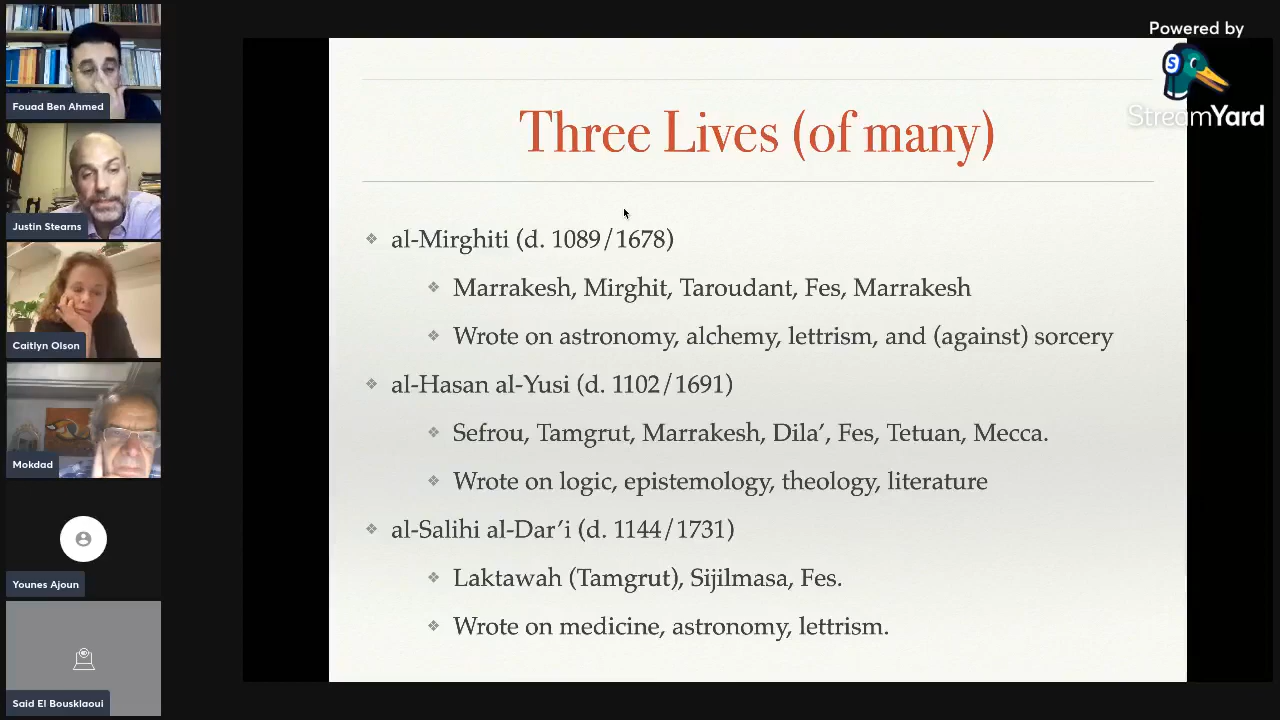 Fouad Ben Ahmed
Justin Stearns
Caitlyn Olson
Mokdad
Younes Ajoun
Said El Bousklaoui
Powered by
S
StreamYard
Three Lives (of many)
❖ al-Mirghiti (d. 1089/1678)
❖ Marrakesh, Mirghit, Taroudant, Fes, Marrakesh
❖ Wrote on astronomy, alchemy, lettrism, and (against) sorcery
❖ al-Hasan al-Yusi (d. 1102/1691)
❖ Sefrou, Tamgrut, Marrakesh, Dila’, Fes, Tetuan, Mecca.
❖ Wrote on logic, epistemology, theology, literature
❖ al-Salihi al-Dar’i (d. 1144/1731)
❖ Laktawah (Tamgrut), Sijilmasa, Fes.
❖ Wrote on medicine, astronomy, lettrism.